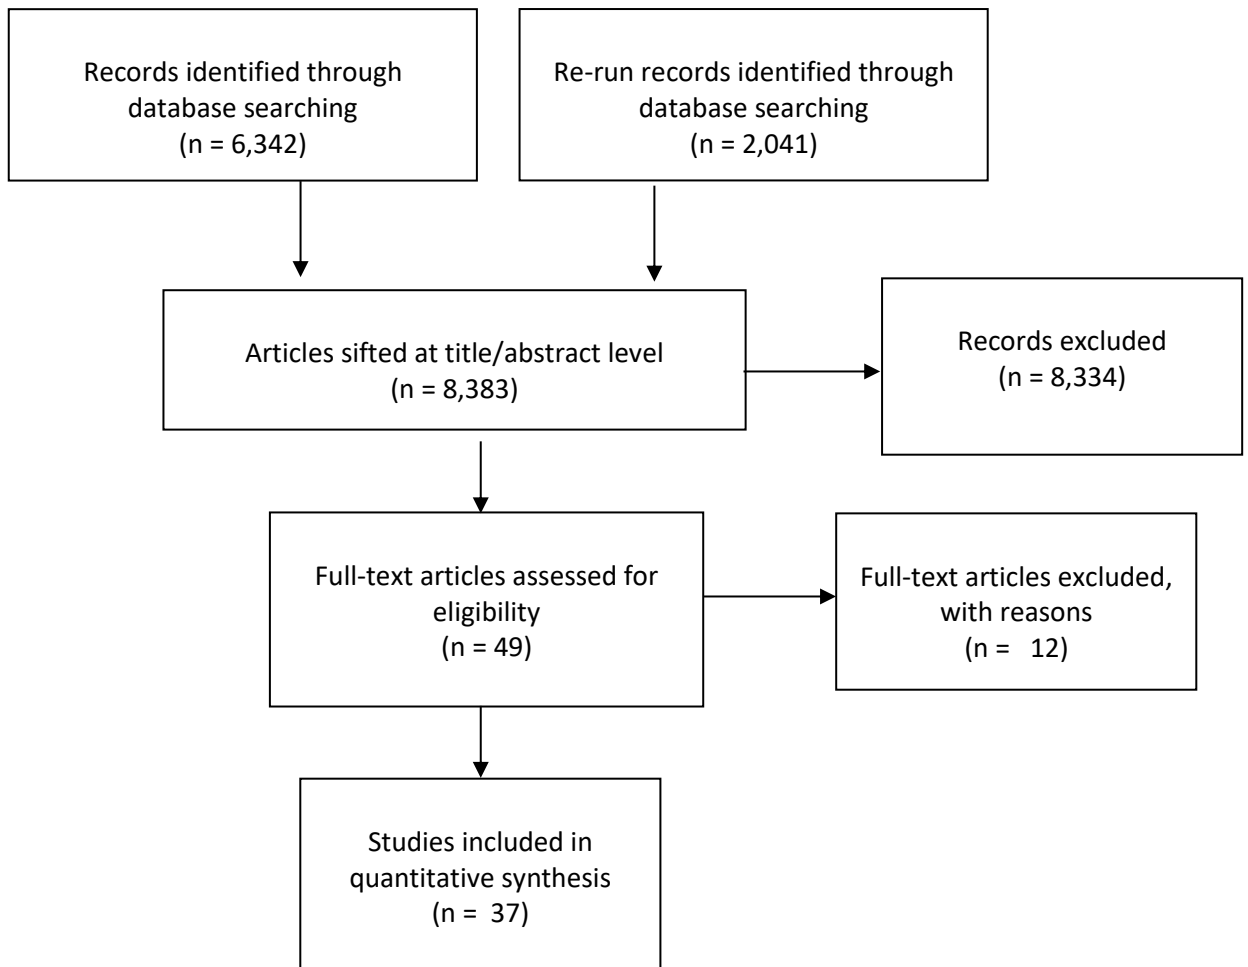 Records identified through
database searching
(n = 6,342)
Re-run records identified through
database searching
(n = 2,041)
Articles sifted at title/abstract level
(n = 8,383)
Records excluded
(n = 8,334)
Full-text articles assessed for
eligibility
(n = 49)
Full-text articles excluded,
with reasons
(n =   12)
Studies included in
quantitative synthesis
(n =  37)